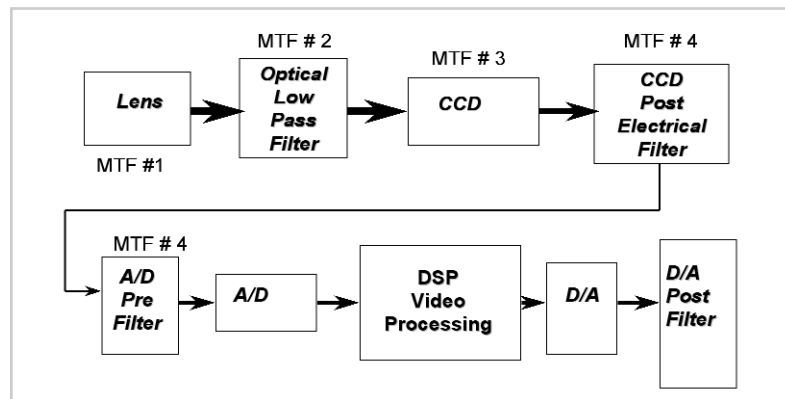 MTF # 2
MTF # 3
MTF # 4
Lens
Optical
Low
Pass
Filter
CCD
CCD
Post
Electrical
Filter
MTF #1
MTF # 4
A/D
Pre
Filter
A/D
DSP
Video
Processing
D/A
D/A
Post
Filter